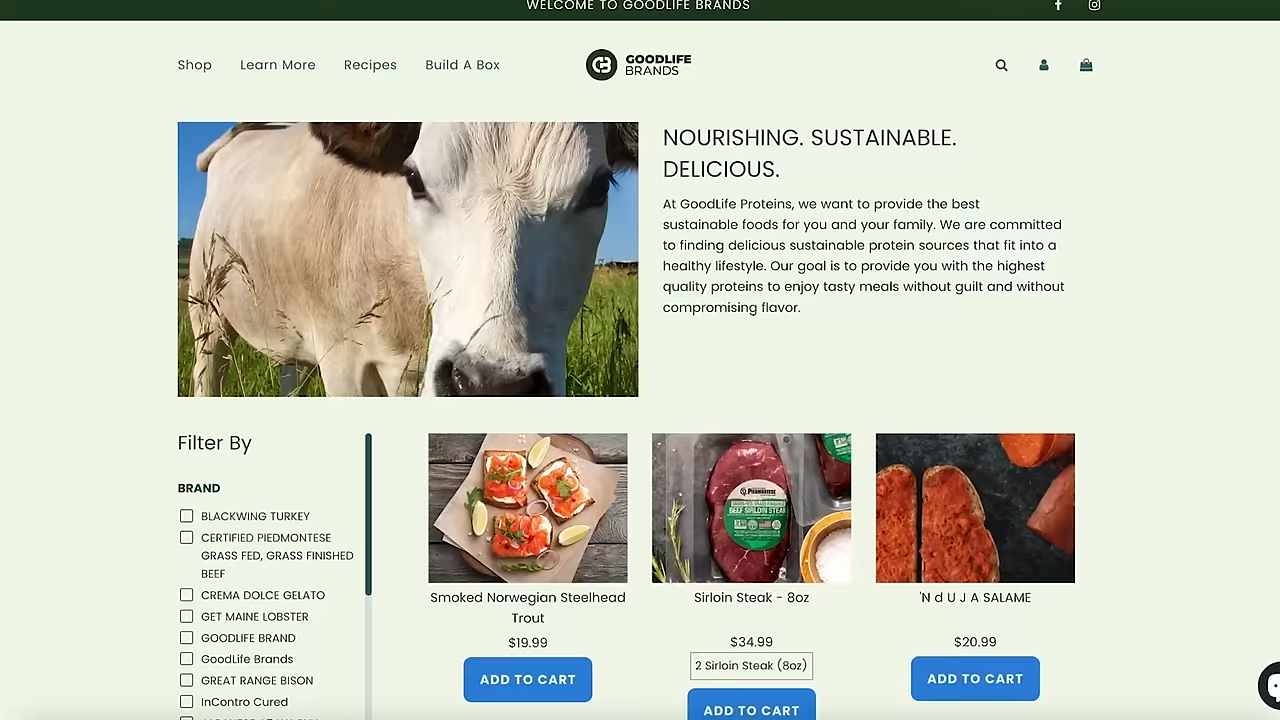 WELCOME TO GOODLIFE BRANDS
Shop
Learn More
Recipes
Build A Box
GOODLIFE
BRANDS
NOURISHING. SUSTAINABLE.
DELICIOUS.
At GoodLife Proteins, we want to provide the best
sustainable foods for you and your family. We are committed
to finding delicious sustainable protein sources that fit into a
healthy lifestyle. Our goal is to provide you with the highest
quality proteins to enjoy tasty meals without guilt and without
compromising flavor.
Filter By
BRAND
BLACKWING TURKEY
CERTIFIED PIEDMONTESE
GRASS FED, GRASS FINISHED
BEEF
CREMA DOLCE GELATO
GET MAINE LOBSTER
GOODLIFE BRAND
GoodLife Brands
GREAT RANGE BISON
InContro Cured
Smoked Norwegian Steelhead
Trout
$19.99
ADD TO CART
PIEDMONTESE
BEEF SIRLOIN STEAK
Sirloin Steak - 8oz
$34.99
2 Sirloin Steak (8oz)
ADD TO CART
'N d U J A SALAME
$20.99
ADD TO CART